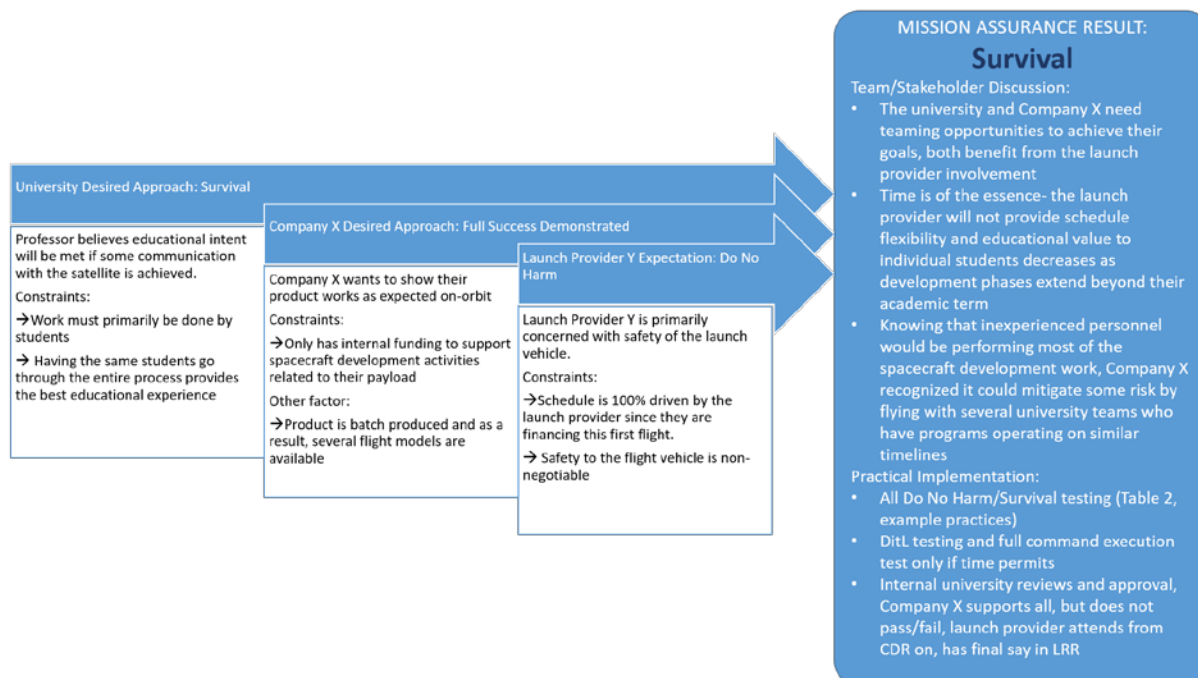 University Desired Approach: Survival
Professor believes educational intent
will be met if some communication
with the satellite is achieved.
Constraints:
→Work must primarily be done by
students
→ Having the same students go
through the entire process provides
the best educational experience
Company X Desired Approach: Full Success Demonstrated
Company X wants to show their
product works as expected on-orbit
Constraints:
→Only has internal funding to support
spacecraft development activities
related to their payload
Other factor:
→Product is batch produced and as a
result, several flight models are
available
Launch Provider Y Expectation: Do No
Harm
Launch Provider Y is primarily
concerned with safety of the launch
vehicle.
Constraints:
→Schedule is 100% driven by the
launch provider since they are
financing this first flight.
→ Safety to the flight vehicle is non-
negotiable
MISSION ASSURANCE RESULT:
Survival
Team/Stakeholder Discussion:
• The university and Company X need
teaming opportunities to achieve their
goals, both benefit from the launch
provider involvement
• Time is of the essence- the launch
provider will not provide schedule
flexibility and educational value to
individual students decreases as
development phases extend beyond their
academic term
• Knowing that inexperienced personnel
would be performing most of the
spacecraft development work, Company X
recognized it could mitigate some risk by
flying with several university teams who
have programs operating on similar
timelines
Practical Implementation:
• All Do No Harm/Survival testing (Table 2,
example practices)
• DitL testing and full command execution
test only if time permits
• Internal university reviews and approval,
Company X supports all, but does not
pass/fail, launch provider attends from
CDR on, has final say in LRR